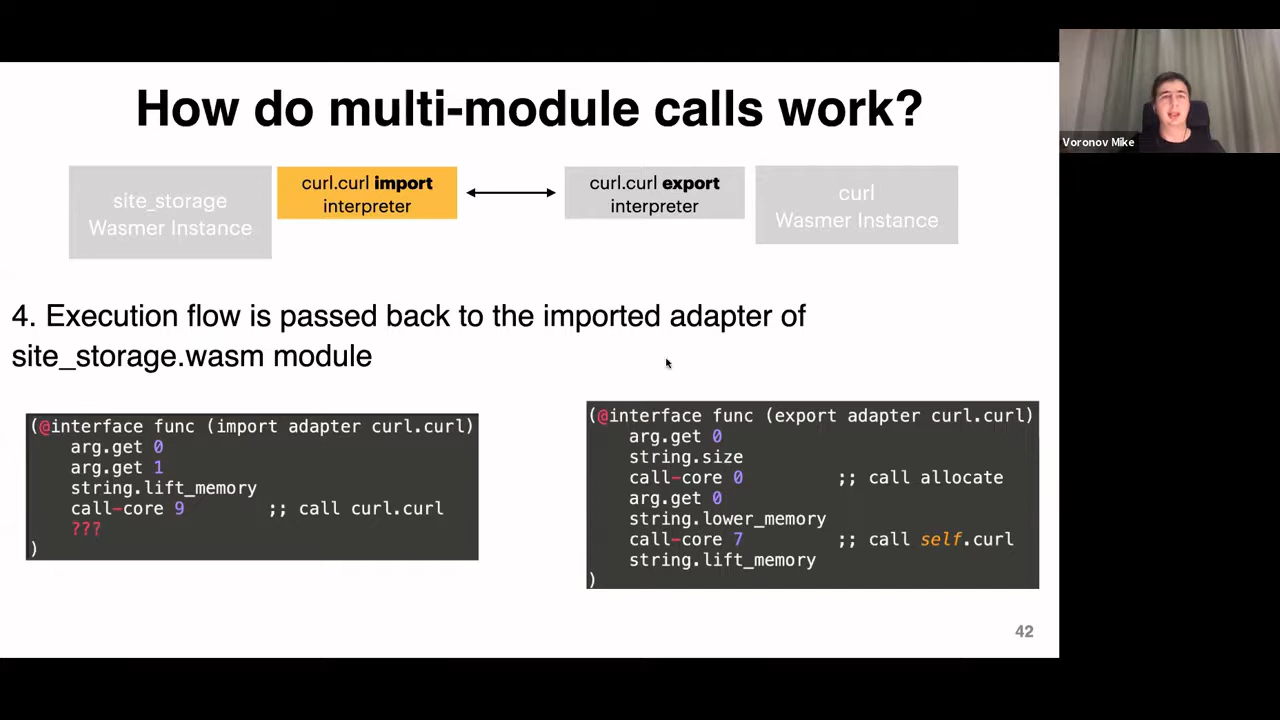 How do multi-module calls work?
site_storage
Wasmer Instance
curl.curl import
interpreter
curl.curl export
interpreter
curl
Wasmer Instance
Voronov Mike
4. Execution flow is passed back to the imported adapter of
site_storage.wasm module
(@interface func (import adapter curl.curl)
arg.get 0
arg.get 1
string.lift_memory
call-core 9 ;; call curl.curl
???
)
(@interface func (export adapter curl.curl)
arg.get 0
string.size
call-core 0 ;; call allocate
arg.get 0
string.lower_memory
call-core 7 ;; call self.curl
string.lift_memory
)
42